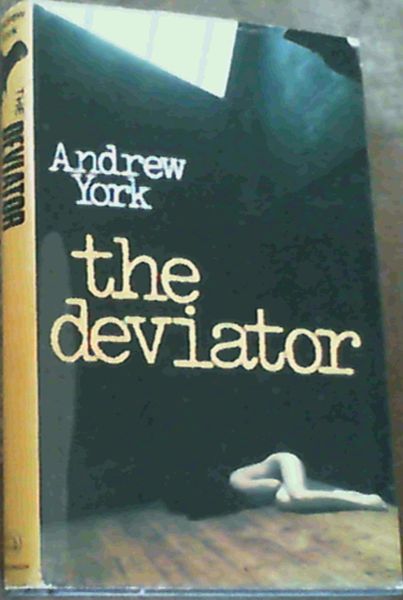 Andrew
York
the
deviator
THE DEVIATOR